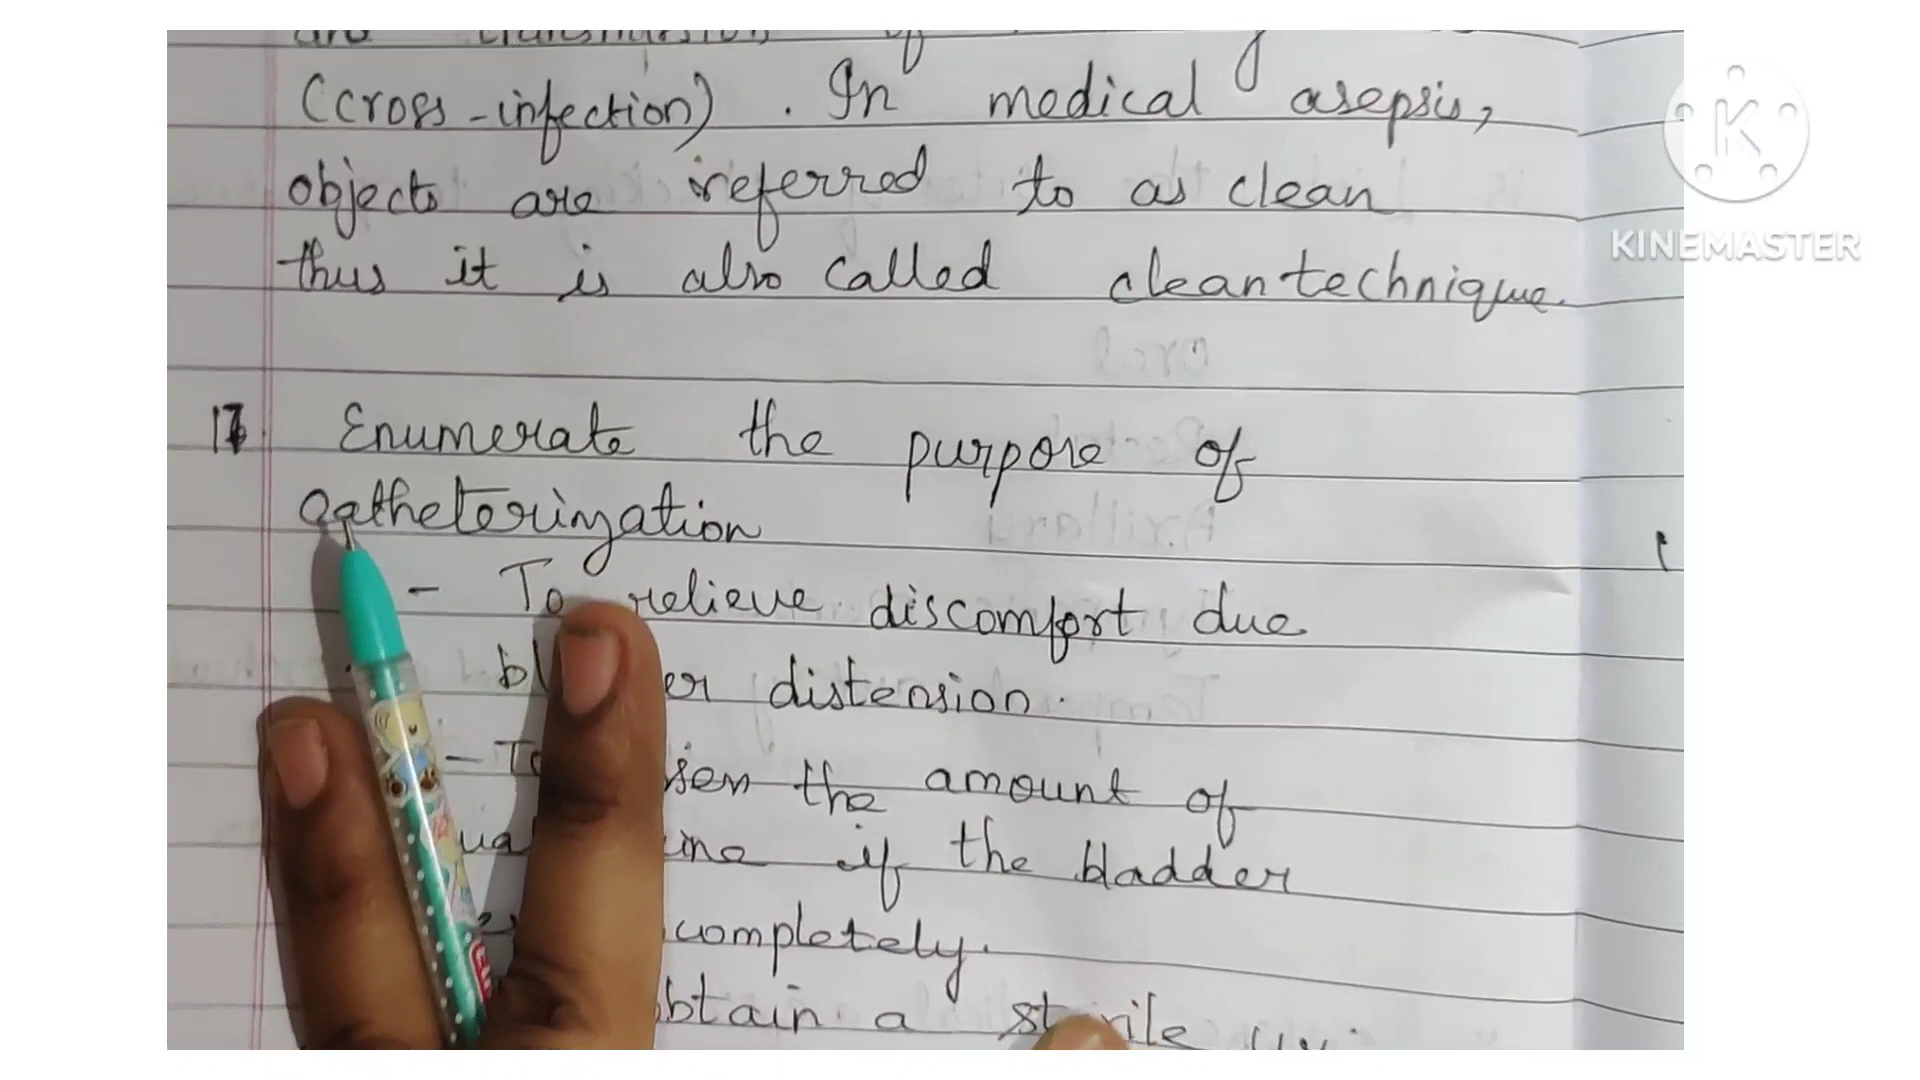 (cross-infection). In medical asepsis,
objects are referred to as clean
thus it is also called clean technique.
Enumerate the purpose of
Catheterization
- To relieve discomfort due
distension.
the amount of
if the bladder
completely.
a sterile
KINEMASTER